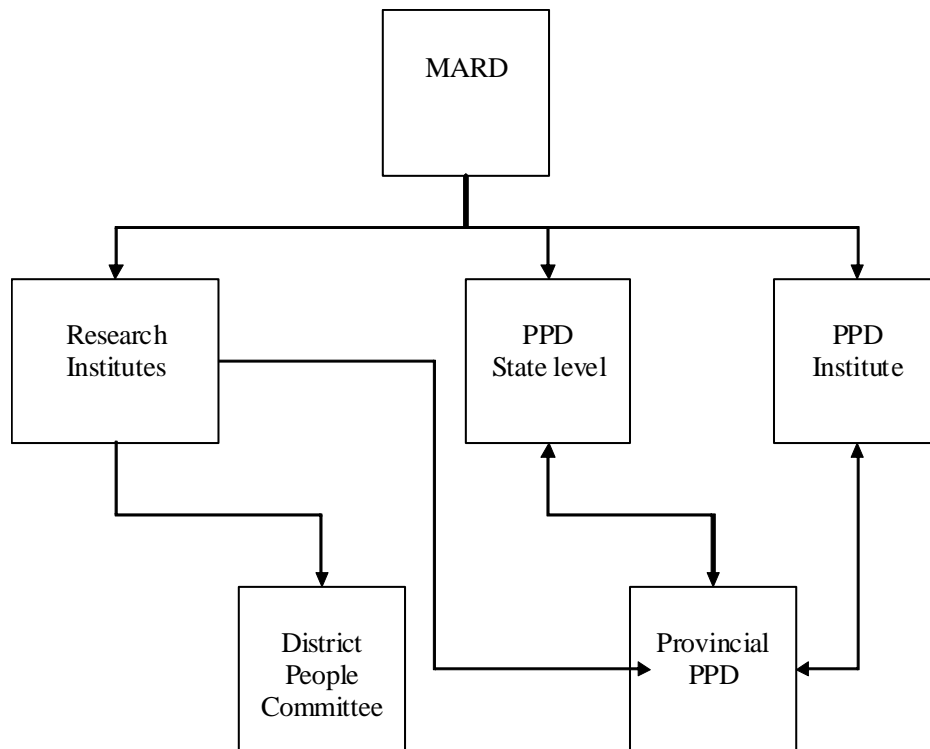 MARD
Research
Institutes
PPD
State level
PPD
Institute
District
People
Committee
Provincial
PPD